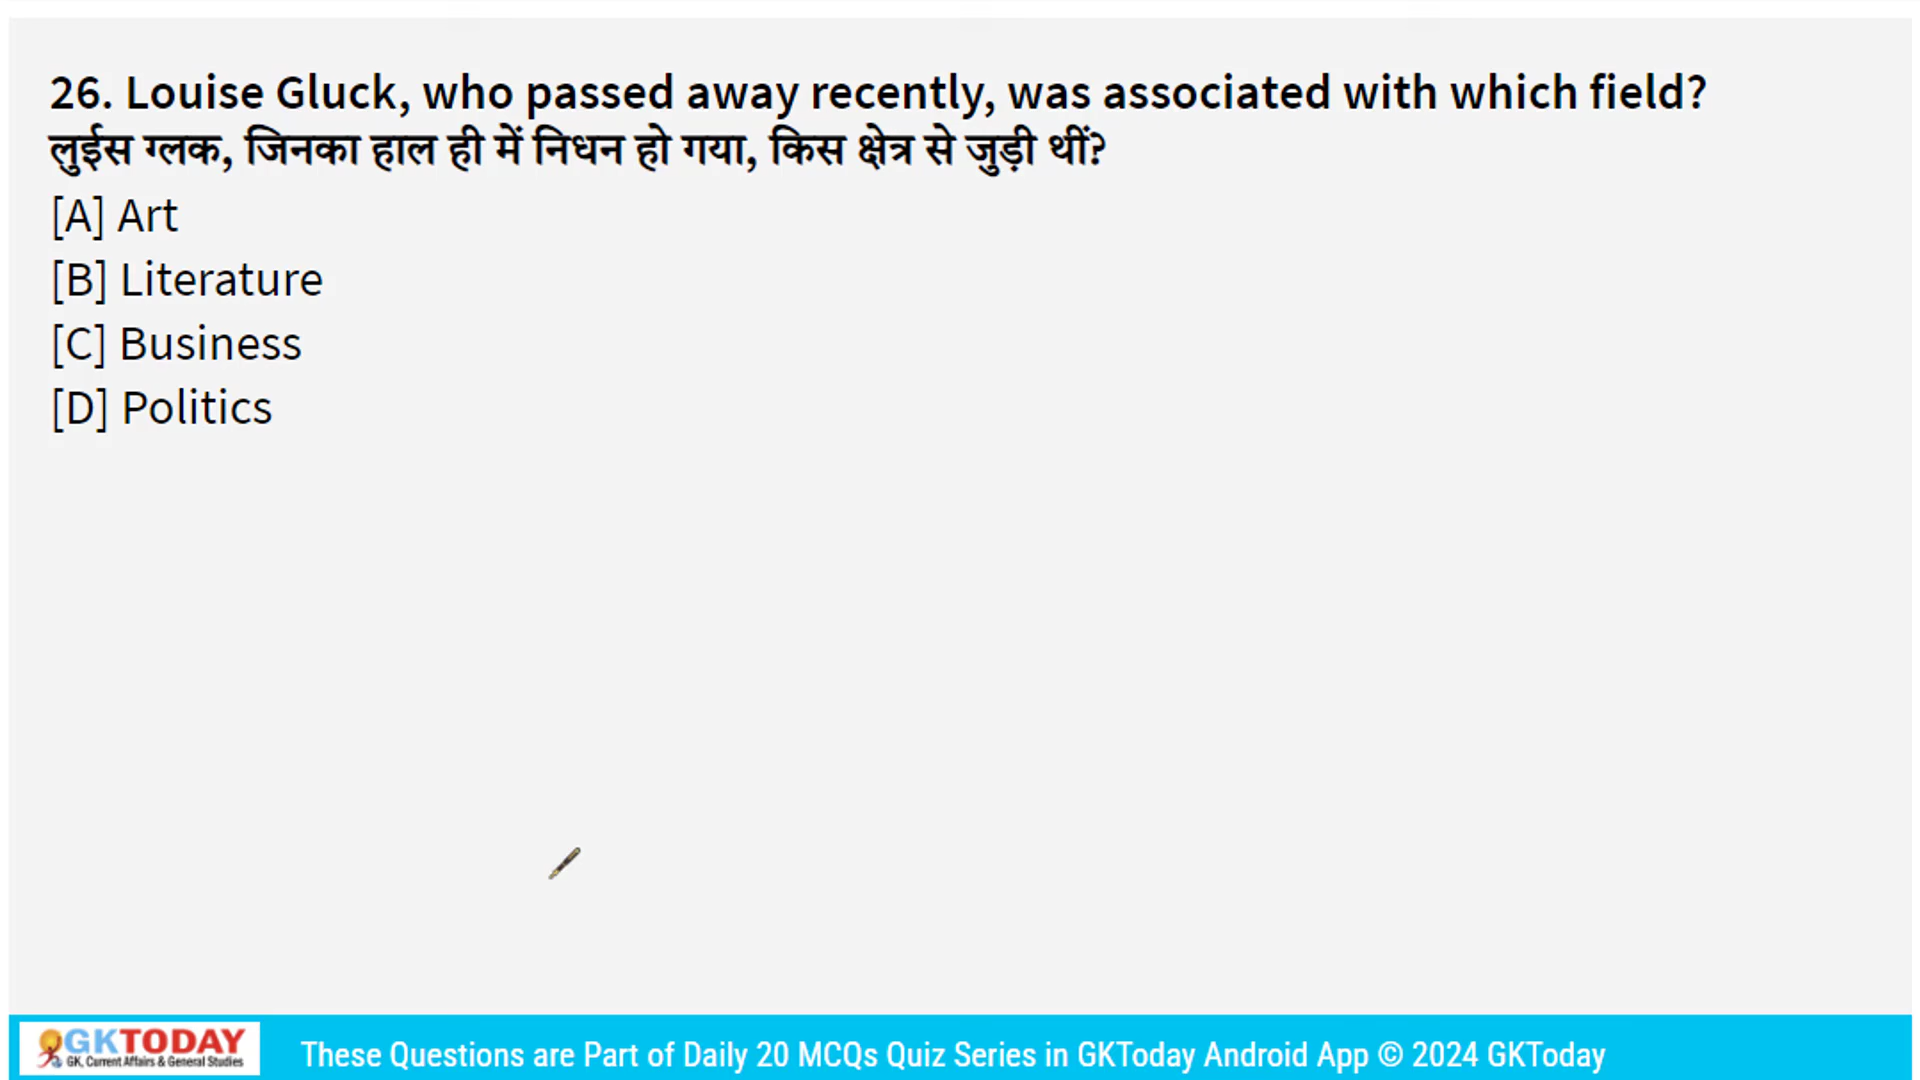 26. Louise Gluck, who passed away recently, was associated with which field?
लुईस ग्लक, जिनका हाल ही में निधन हो गया, किस क्षेत्र से जुड़ी थीं?
[A] Art
[B] Literature
[C] Business
[D] Politics
GKTODAY
GK, Current Affairs & General Studies
These Questions are Part of Daily 20 MCQs Quiz Series in GKToday Android App © 2024 GKToday